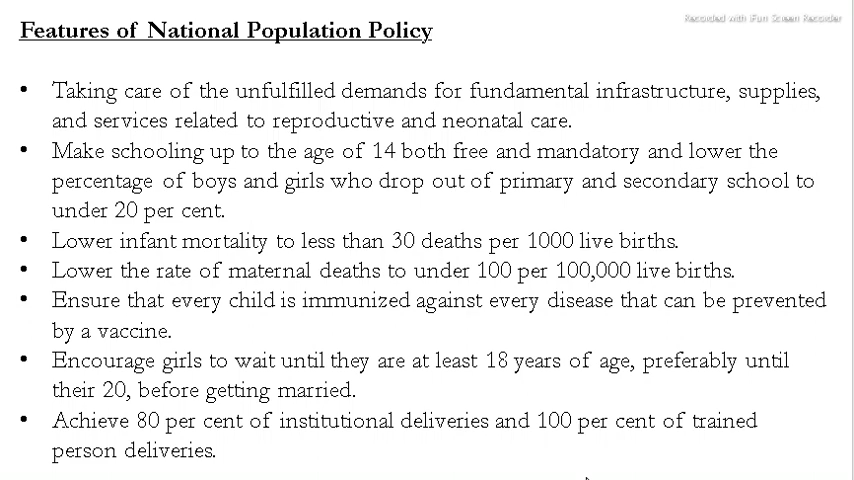 Features of National Population Policy
Recorded with iFun Screen Recorder
• Taking care of the unfulfilled demands for fundamental infrastructure, supplies,
and services related to reproductive and neonatal care.
• Make schooling up to the age of 14 both free and mandatory and lower the
percentage of boys and girls who drop out of primary and secondary school to
under 20 per cent.
• Lower infant mortality to less than 30 deaths per 1000 live births.
• Lower the rate of maternal deaths to under 100 per 100,000 live births.
• Ensure that every child is immunized against every disease that can be prevented
by a vaccine.
• Encourage girls to wait until they are at least 18 years of age, preferably until
their 20, before getting married.
• Achieve 80 per cent of institutional deliveries and 100 per cent of trained
person deliveries.